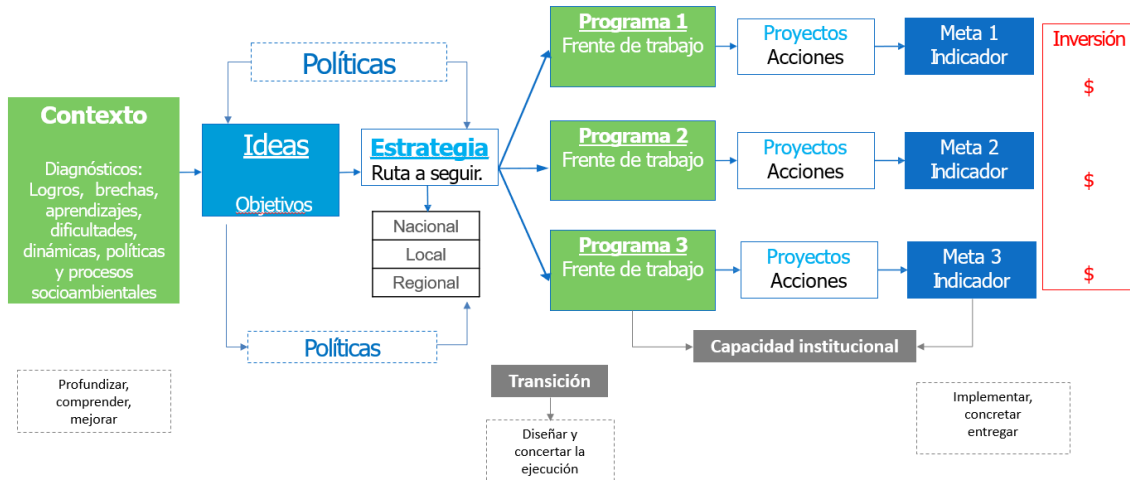 Contexto
Diagnósticos:
Logros, brechas,
aprendizajes,
dificultades,
dinámicas, políticas
y procesos
socioambientales
Políticas
Ideas
Objetivos
Estrategia
Ruta a seguir.
Nacional
Local
Regional
Políticas
Programa 1
Frente de trabajo
Proyectos
Acciones
Meta 1
Indicador
Programa 2
Frente de trabajo
Proyectos
Acciones
Meta 2
Indicador
Programa 3
Frente de trabajo
Proyectos
Acciones
Meta 3
Indicador
Inversión
$
$
$
Capacidad institucional
Profundizar,
comprender,
mejorar
Transición
Diseñar y
concertar la
ejecución
Implementar,
concretar
entregar